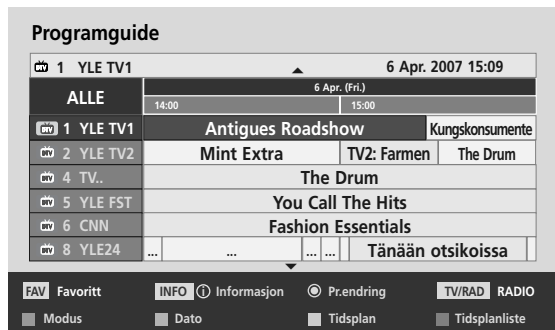 Programguide
1 YLE TV1 6 Apr. 2007 15:09
ALLE
6 Apr. (Fri.)
14:00 15:00
1 YLE TV1 Antigues Roadshow Kungskonsumente
2 YLE TV2 Mint Extra TV2: Farmen The Drum
4 TV.. The Drum
5 YLE FST You Call The Hits
6 CNN Fashion Essentials
8 YLE24 ... ... ... ... Tänään otsikoissa
FAV Favoritt INFO i Informasjon Pr.endring TV/RAD RADIO
Modus Dato Tidsplan Tidsplanliste